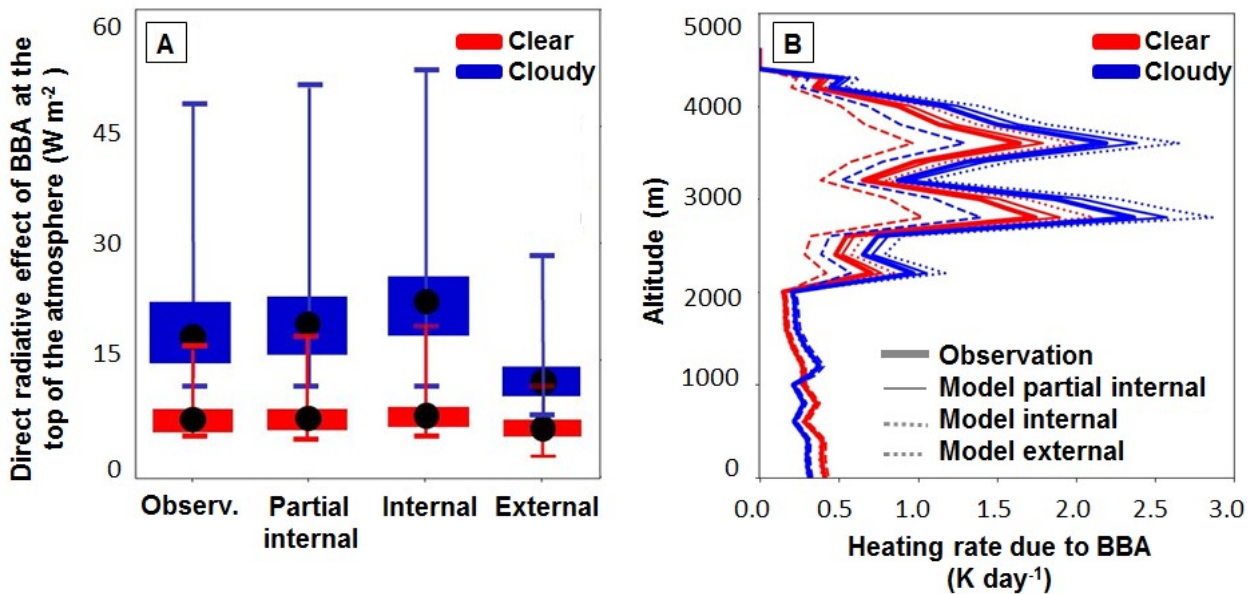 Direct radiative effect of BBA at the
top of the atmosphere (W m-2)
60
45
30
15
0
A
Clear
Cloudy
Observ.
Partial
internal
Internal
External
Altitude (m)
5000
4000
3000
2000
1000
0
B
Clear
Cloudy
Observation
Model partial internal
Model internal
Model external
0.0 0.5 1.0 1.5 2.0 2.5 3.0
Heating rate due to BBA
(K day-1)